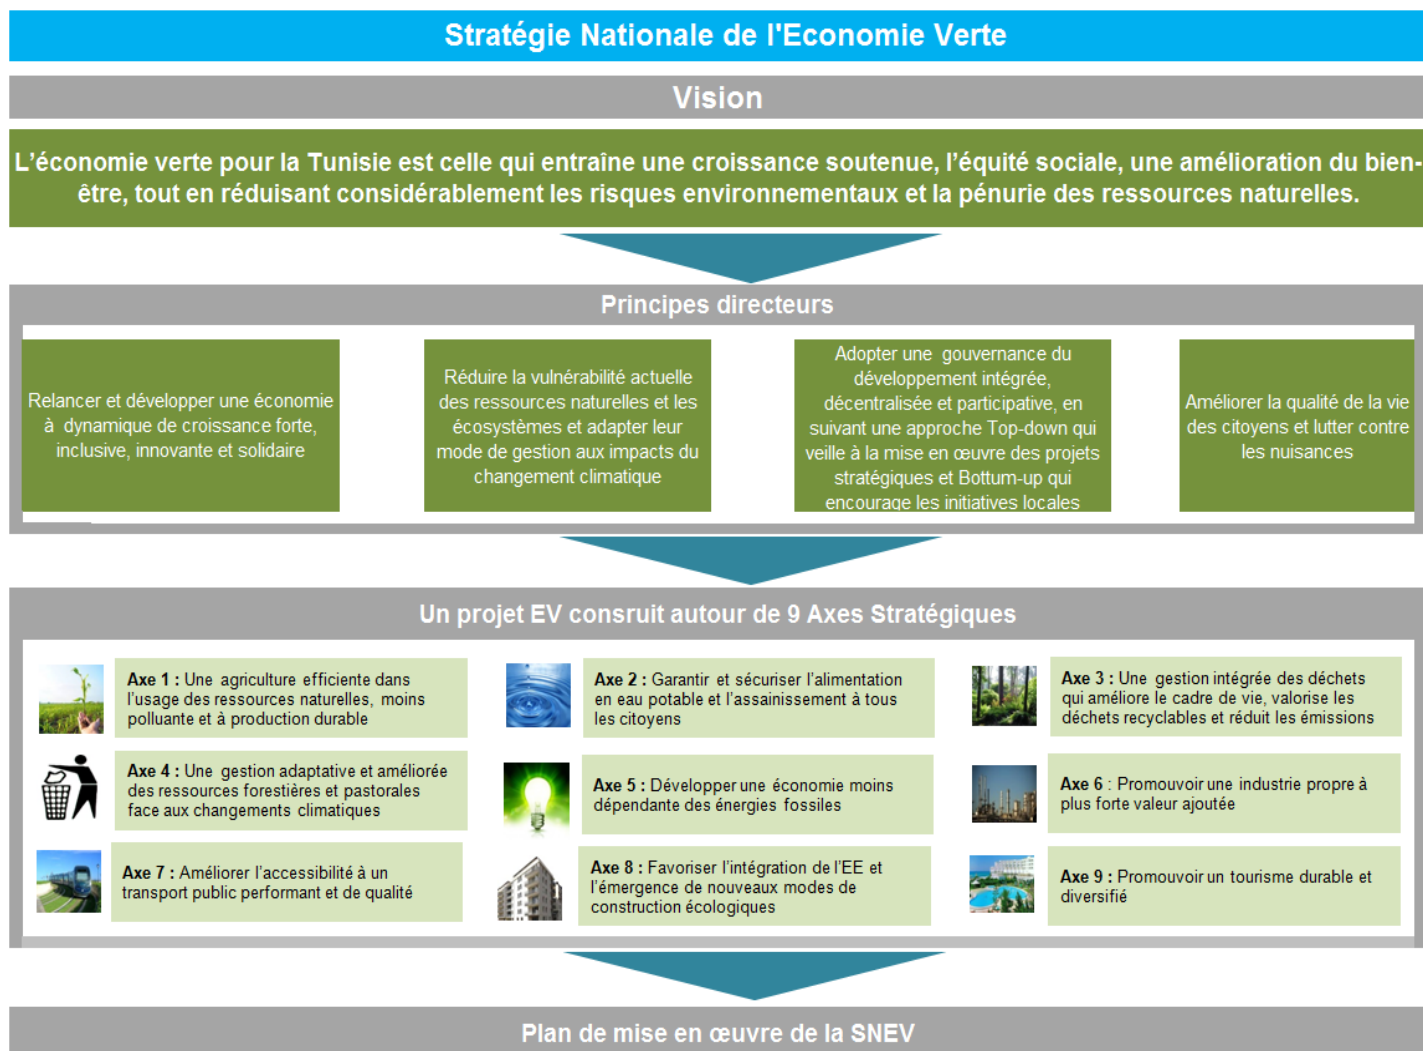 Stratégie Nationale de l'Economie Verte
Vision
L'économie verte pour la Tunisie est celle qui entraîne une croissance soutenue, l'équité sociale, une amélioration du bien-
être, tout en réduisant considérablement les risques environnementaux et la pénurie des ressources naturelles.
Principes directeurs
Relancer et développer une économie
à dynamique de croissance forte,
inclusive, innovante et solidaire
Réduire la vulnérabilité actuelle
des ressources naturelles et les
écosystèmes et adapter leur
mode de gestion aux impacts du
changement climatique
Adopter une gouvernance du
développement intégrée,
décentralisée et participative, en
suivant une approche Top-down qui
veille à la mise en œuvre des projets
stratégiques et Bottum-up qui
encourage les initiatives locales
Améliorer la qualité de la vie
des citoyens et lutter contre
les nuisances
Un projet EV consruit autour de 9 Axes Stratégiques
Axe 1 : Une agriculture efficiente dans
l'usage des ressources naturelles, moins
polluante et à production durable
Axe 2 : Garantir et sécuriser l'alimentation
en eau potable et l'assainissement à tous
les citoyens
Axe 3 : Une gestion intégrée des déchets
qui améliore le cadre de vie, valorise les
déchets recyclables et réduit les émissions
Axe 4 : Une gestion adaptative et améliorée
des ressources forestières et pastorales
face aux changements climatiques
Axe 5 : Développer une économie moins
dépendante des énergies fossiles
Axe 6 : Promouvoir une industrie propre à
plus forte valeur ajoutée
Axe 7 : Améliorer l'accessibilité à un
transport public performant et de qualité
Axe 8 : Favoriser l'intégration de l'EE et
l'émergence de nouveaux modes de
construction écologiques
Axe 9 : Promouvoir un tourisme durable et
diversifié
Plan de mise en œuvre de la SNEV